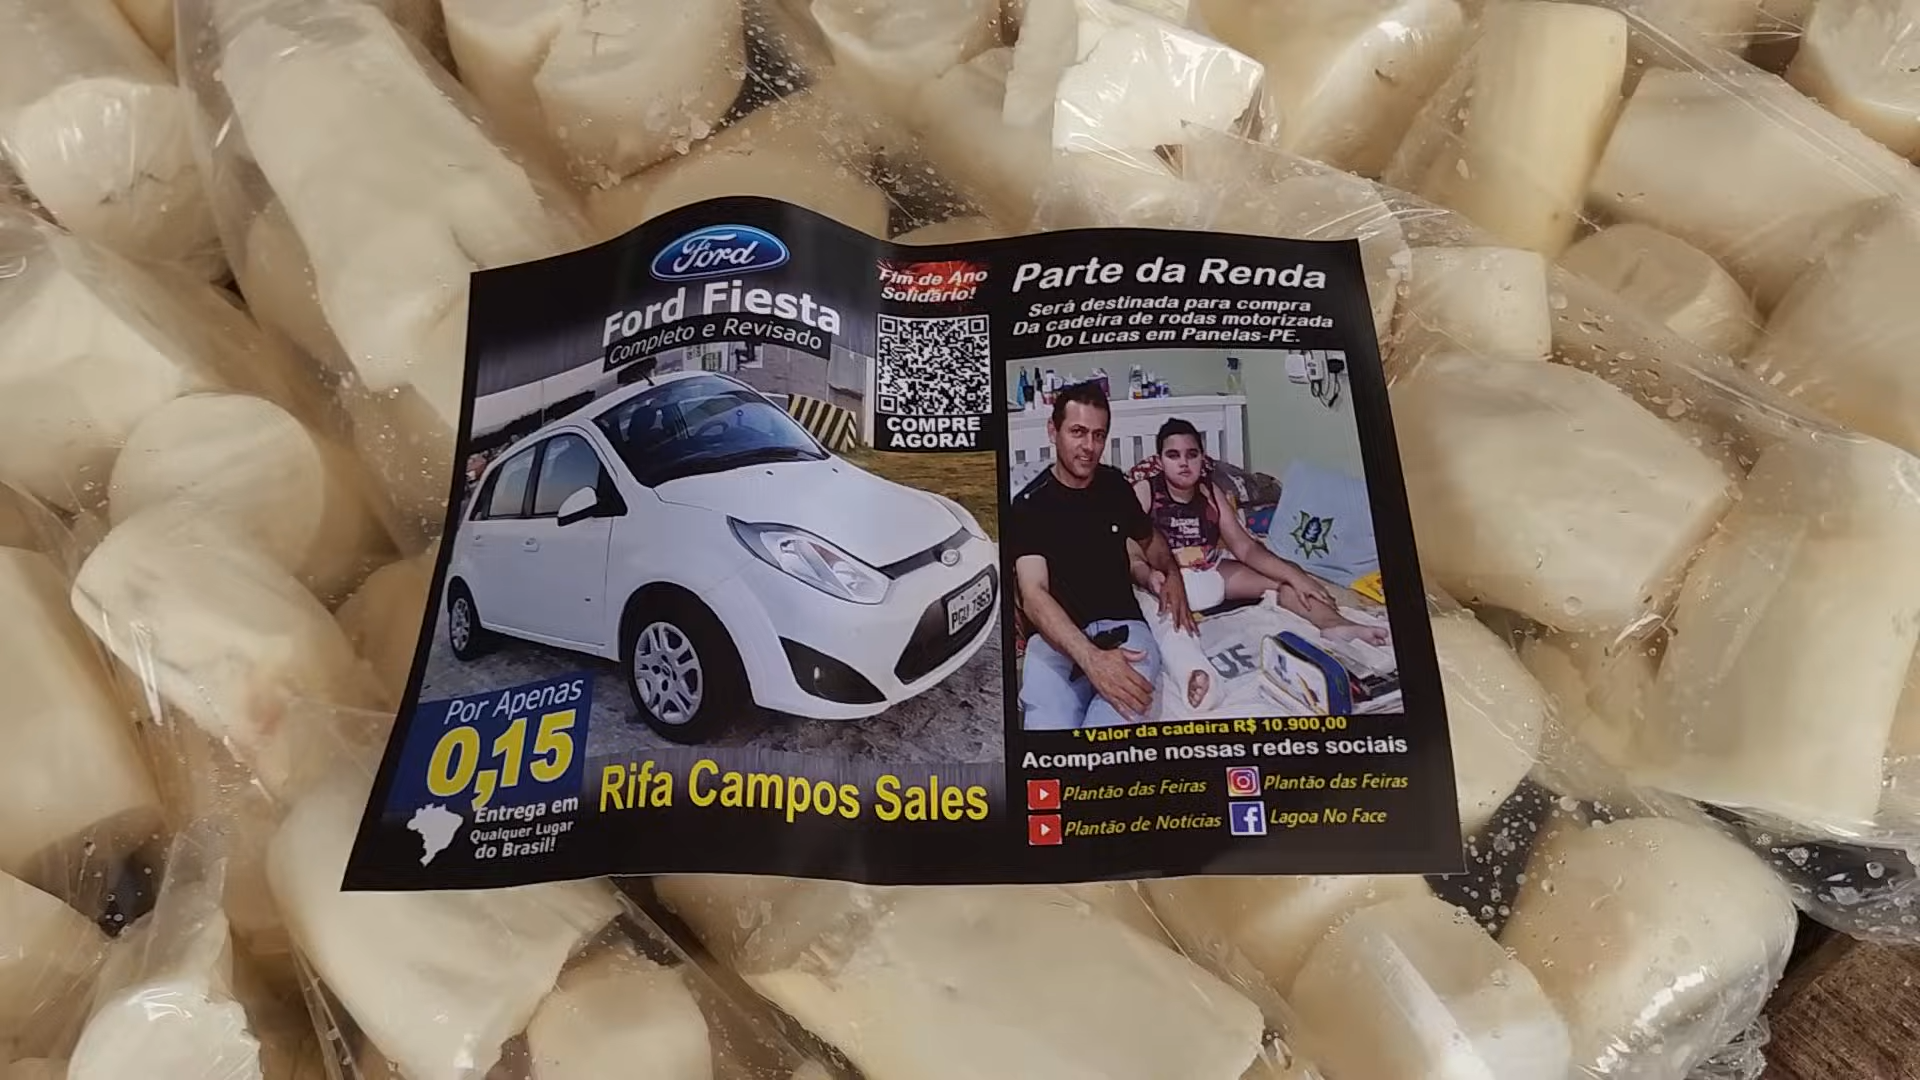 Ford
Ford Fiesta
Completo e Revisado
Fim de Ano
Solidário!
COMPRE
AGORA!
Por Apenas
0,15
Entrega em
Qualquer Lugar
do Brasil!
Rifa Campos Sales
Parte da Renda
Será destinada para compra
Da cadeira de rodas motorizada
Do Lucas em Panelas-PE.
* Valor da cadeira R$ 10.900,00
Acompanhe nossas redes sociais
Plantão das Feiras
Plantão das Feiras
Plantão de Notícias
Lagoa No Face